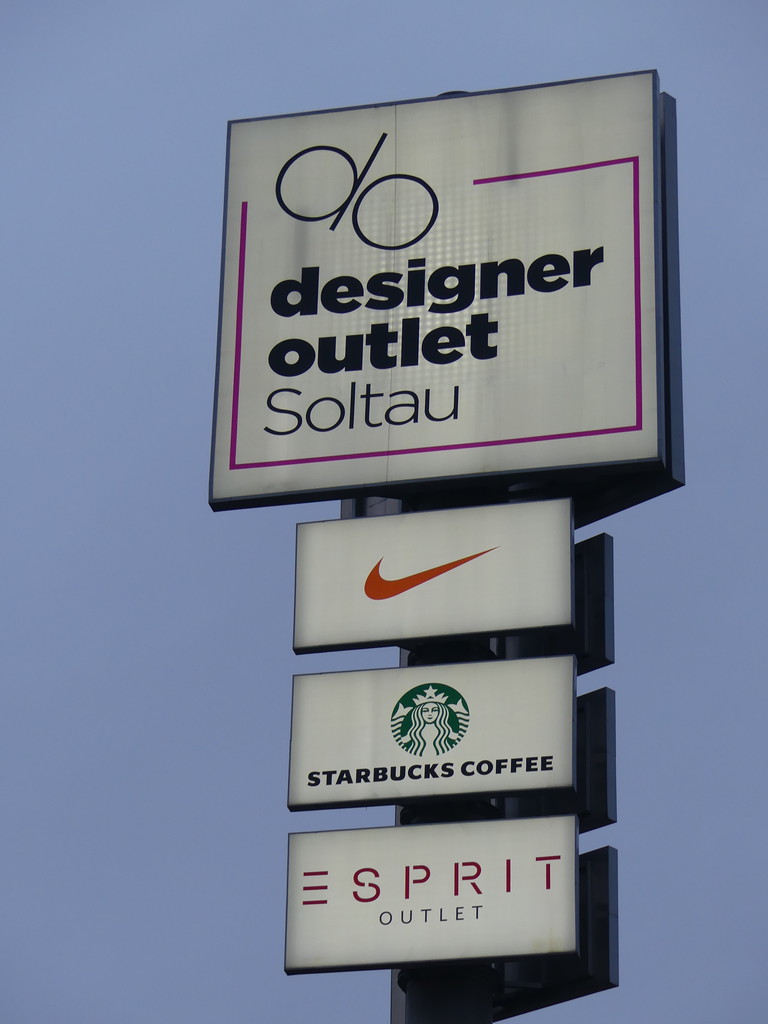 designer
outlet
Soltau
STARBUCKS COFFEE
ESPRIT
OUTLET